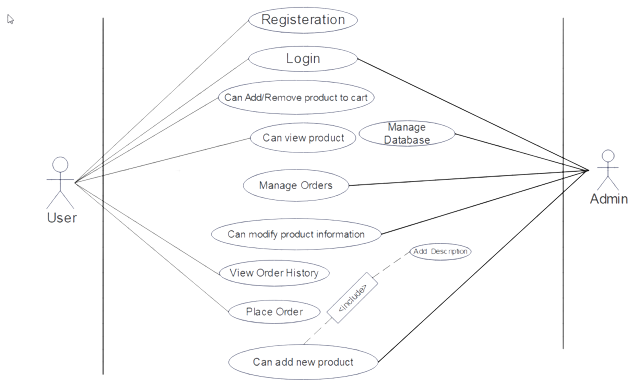 Registeration
Login
Can Add/Remove product to cart
Can view product
Manage
Database
Manage Orders
User
Admin
Can modify product information
Add Description
View Order History
<include>
Place Order
Can add new product